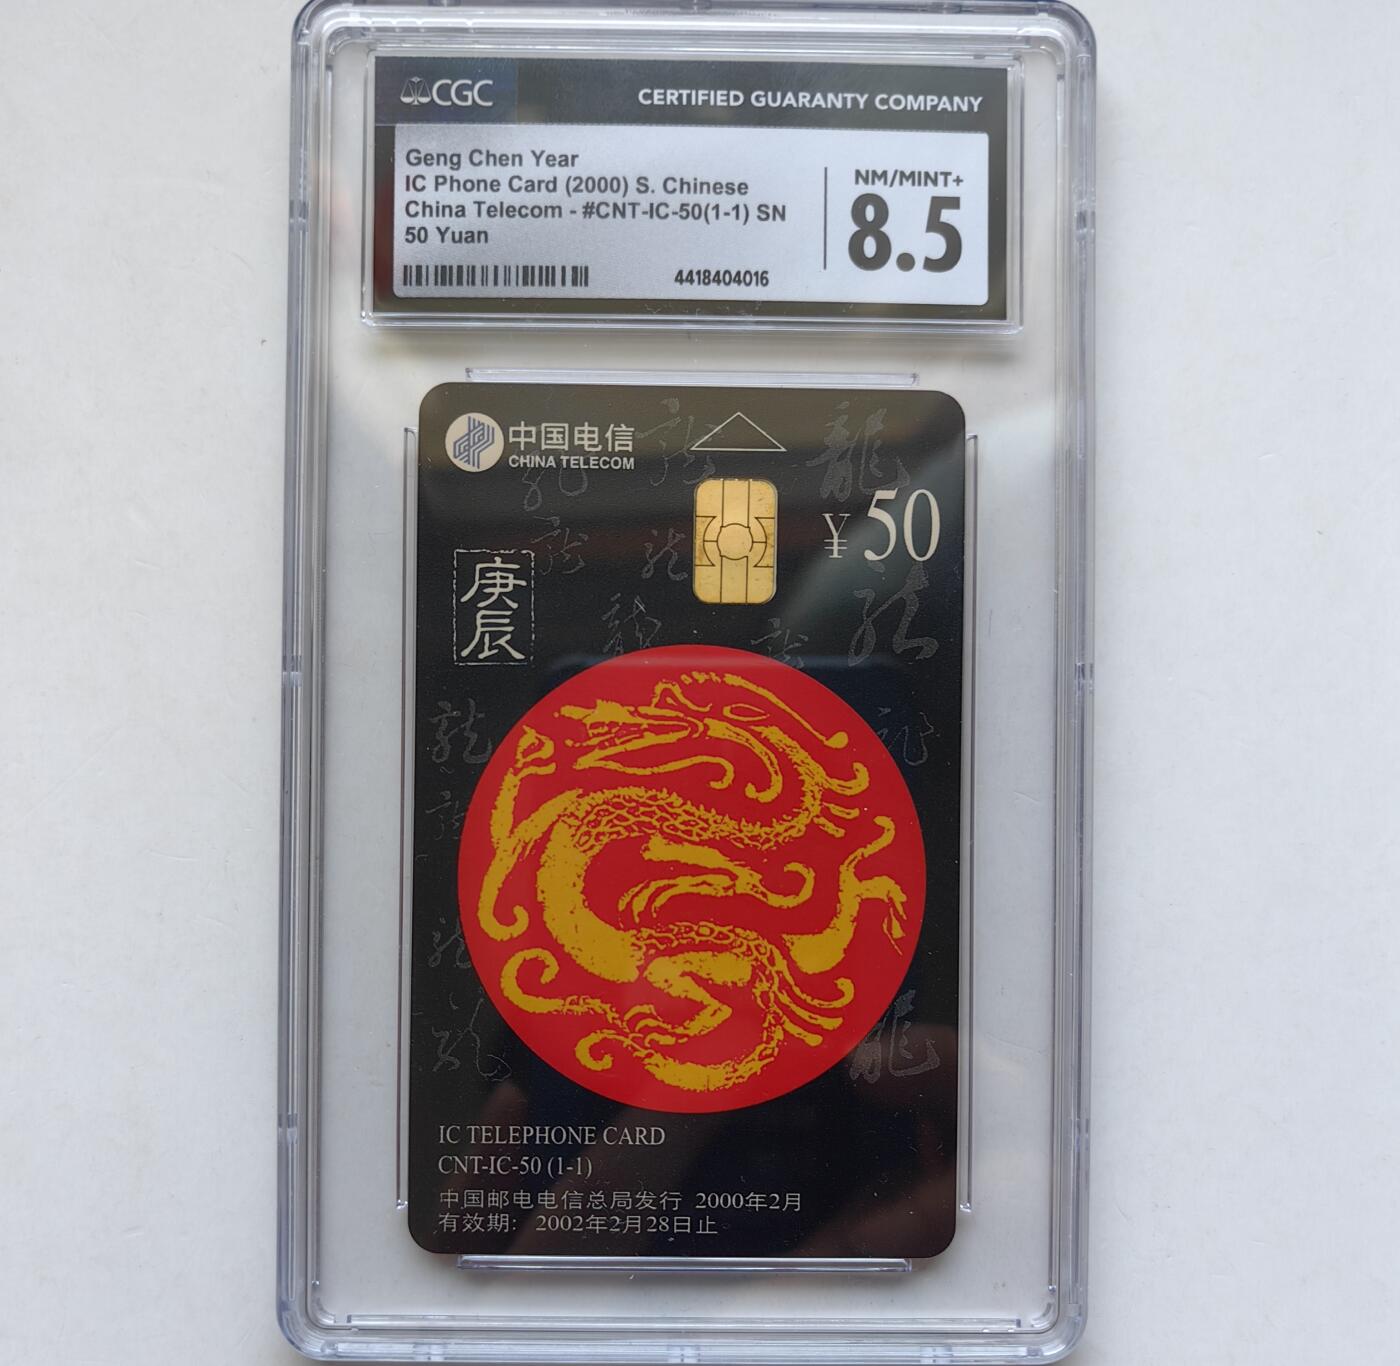 CGC
CERTIFIED GUARANTY COMPANY
Geng Chen Year
IC Phone Card (2000) S. Chinese
China Telecom - #CNT-IC-50(1-1) SN
50 Yuan
4418404016
NM/MINT+
8.5
中国电信
CHINA TELECOM
¥50
庚辰
龍
龍
IC TELEPHONE CARD
CNT-IC-50 (1-1)
中国邮电电信总局发行 2000年2月
有效期: 2002年2月28日止